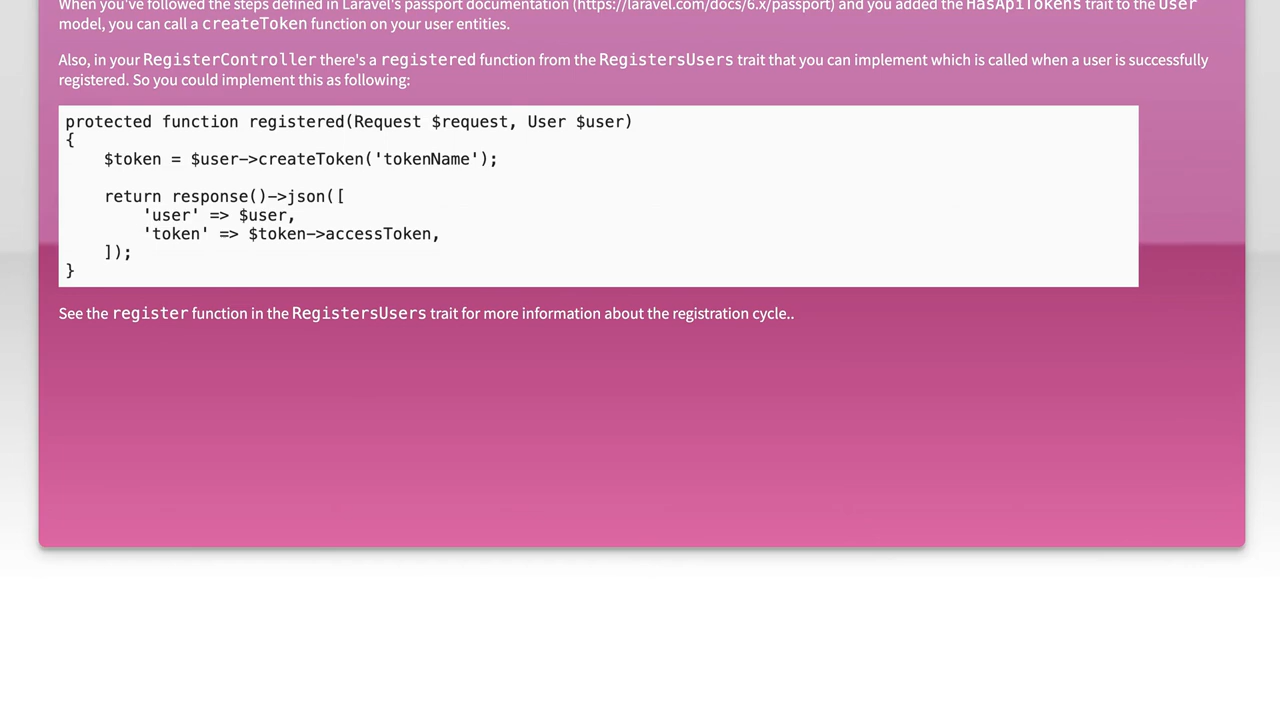 When you've followed the steps defined in Laravel's passport documentation (https://laravel.com/docs/6.x/passport) and you added the HasApiTokens trait to the User
model, you can call a createToken function on your user entities.
Also, in your RegisterController there's a registered function from the RegistersUsers trait that you can implement which is called when a user is successfully
registered. So you could implement this as following:
protected function registered(Request $request, User $user)
{
    $token = $user->createToken('tokenName');
    return response()->json([
        'user' => $user,
        'token' => $token->accessToken,
    ]);
}
See the register function in the RegistersUsers trait for more information about the registration cycle..